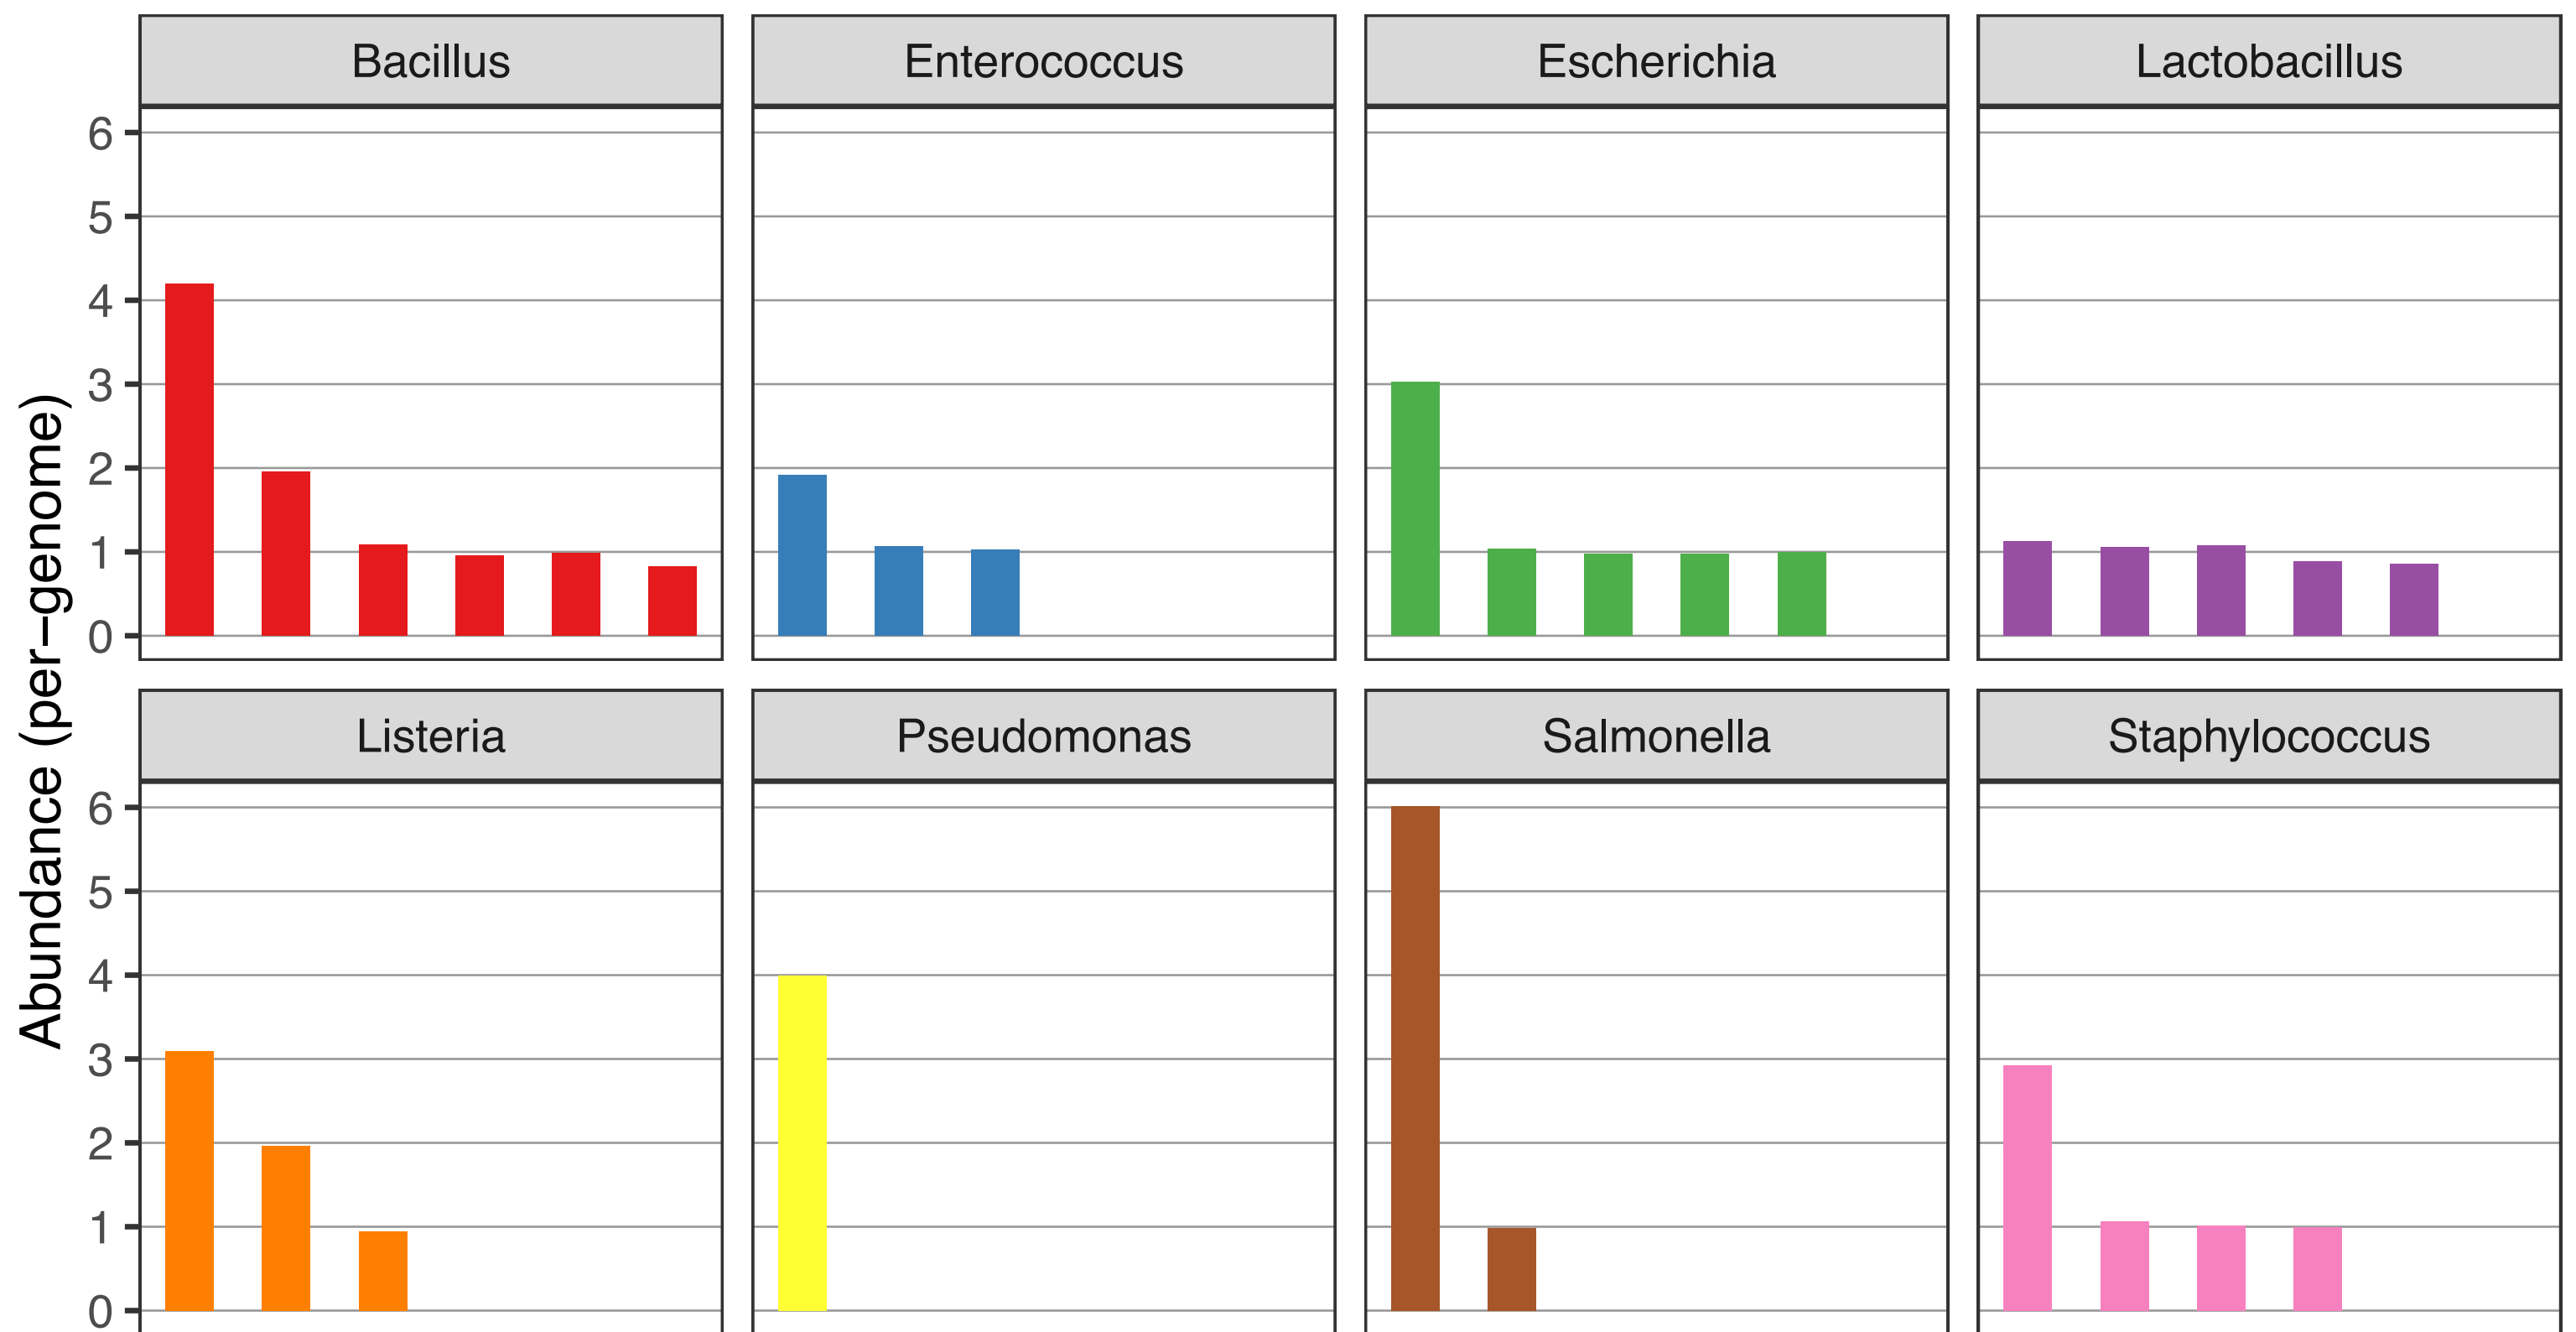 Bacillus
Enterococcus
Escherichia
Lactobacillus
6
5
4
3
2
1
0
Abundance (per–genome)
Listeria
Pseudomonas
Salmonella
Staphylococcus
6
5
4
3
2
1
0